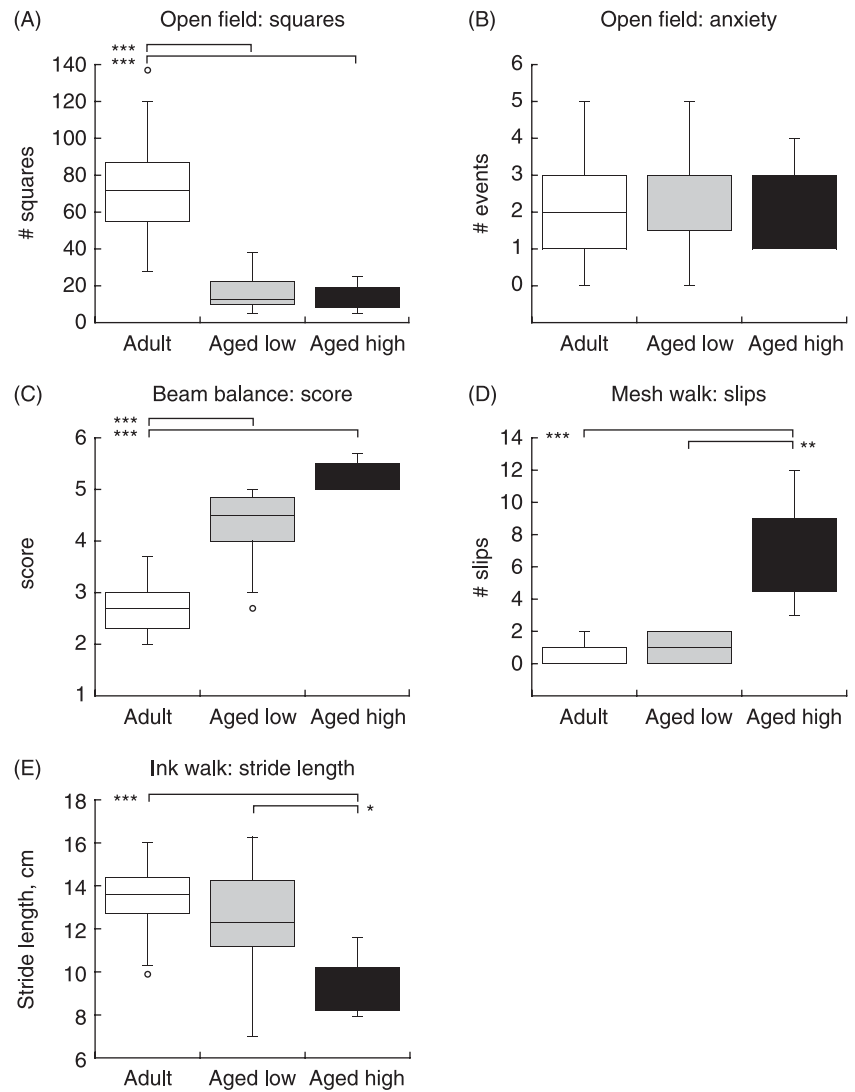 (A) Open field: squares
***
***
140
120
100
80
60
40
20
0
# squares
Adult Aged low Aged high
(B) Open field: anxiety
6
5
4
3
2
1
0
# events
Adult Aged low Aged high
(C) Beam balance: score
***
***
6
5
4
3
2
1
score
Adult Aged low Aged high
(D) Mesh walk: slips
***
**
14
12
10
8
6
4
2
0
# slips
Adult Aged low Aged high
(E) Ink walk: stride length
***
*
18
16
14
12
10
8
6
Stride length, cm
Adult Aged low Aged high